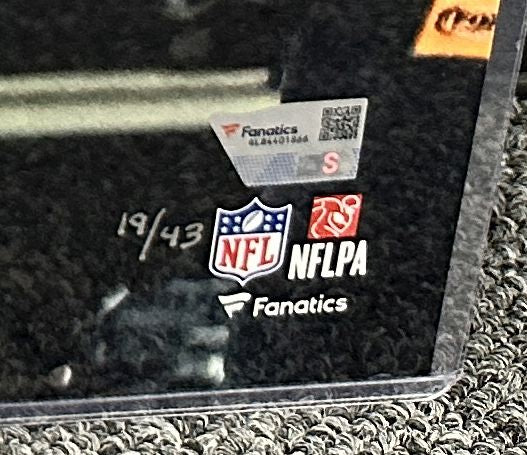 Fanatics
S
19/43
NFL
NFLPA
Fanatics